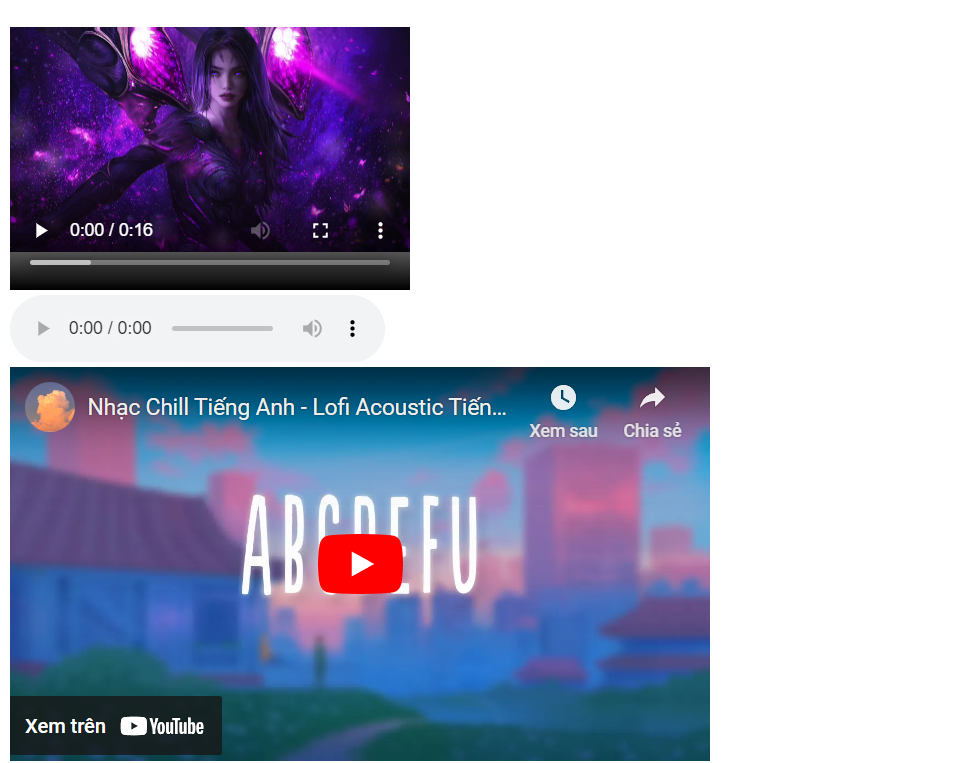 0:00 / 0:16
0:00 / 0:00
Nhạc Chill Tiếng Anh - Lofi Acoustic Tiến...
Xem sau
Chia sẻ
ABCDEFU
Xem trên YouTube